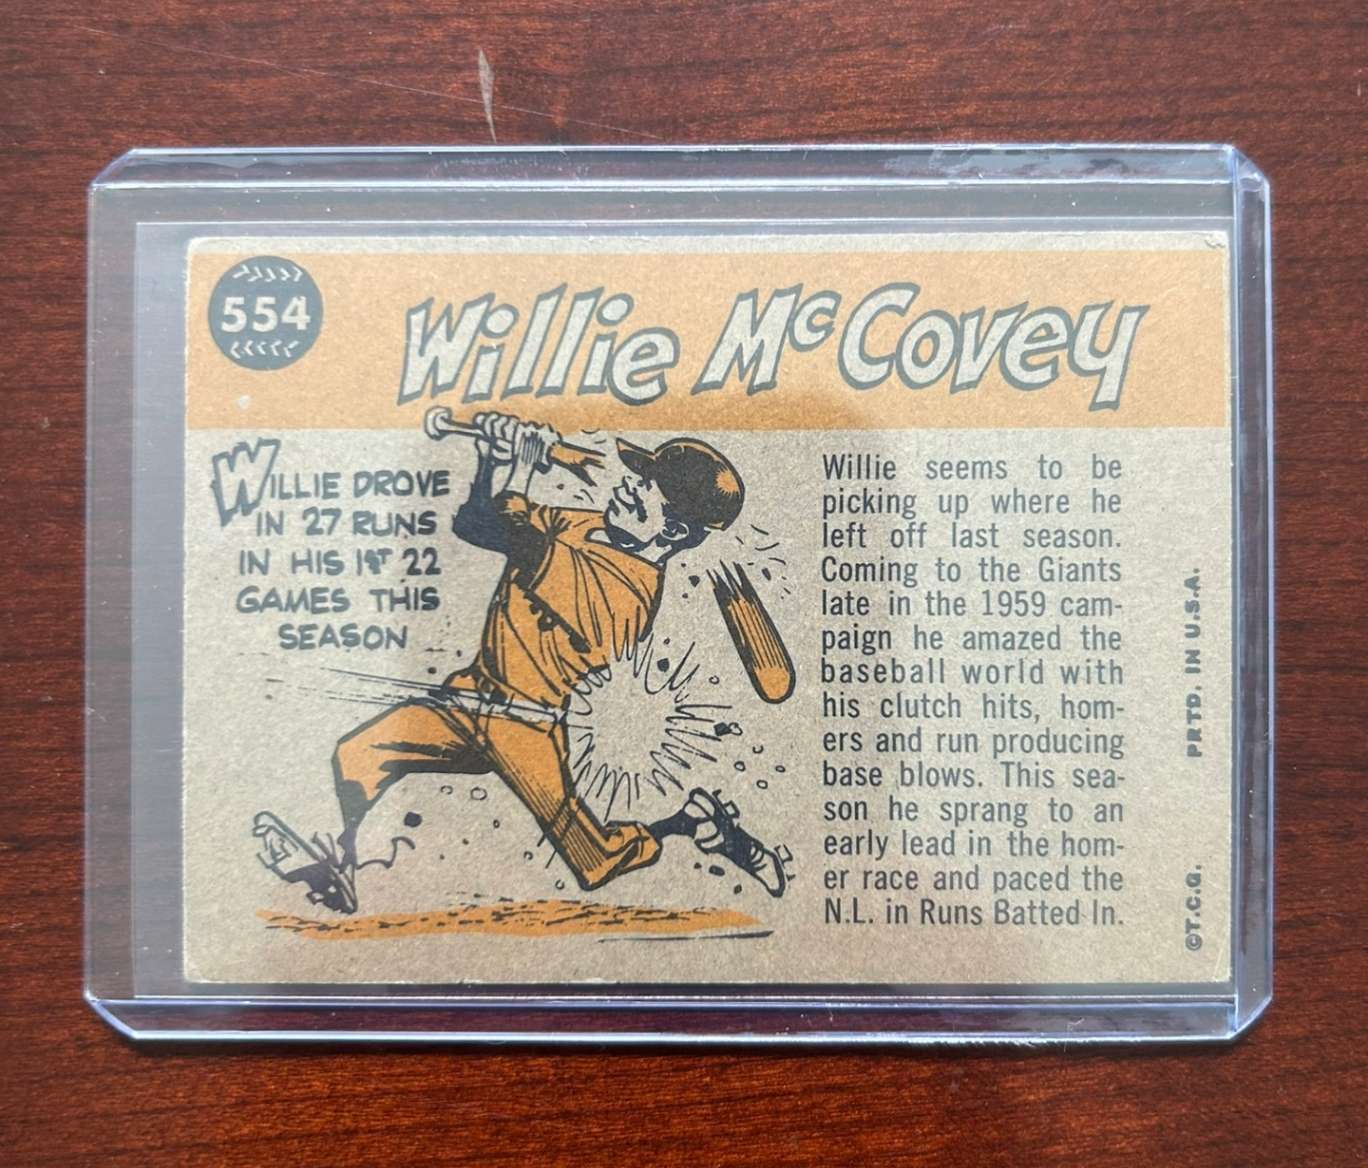 554
Willie McCovey
WILLIE DROVE
IN 27 RUNS
IN HIS 1ST 22
GAMES THIS
SEASON
Willie seems to be
picking up where he
left off last season.
Coming to the Giants
late in the 1959 cam-
paign he amazed the
baseball world with
his clutch hits, hom-
ers and run producing
base blows. This sea-
son he sprang to an
early lead in the hom-
er race and paced the
N.L. in Runs Batted In.
©T.C.G.
PRTD. IN U.S.A.